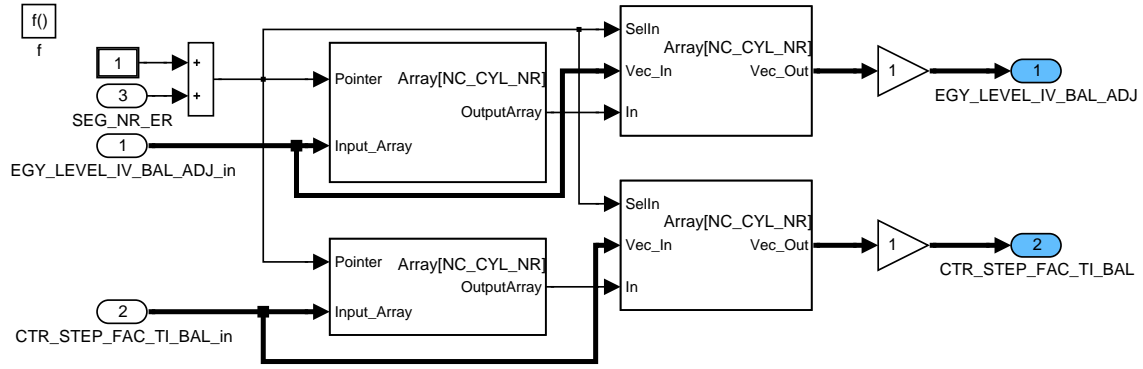 f()
f
1
+
+
3
SEG_NR_ER
1
EGY_LEVEL_IV_BAL_ADJ_in
Pointer
Array[NC_CYL_NR]
OutputArray
Input_Array
SelIn
Array[NC_CYL_NR]
Vec_In
Vec_Out
In
1
1
EGY_LEVEL_IV_BAL_ADJ
2
CTR_STEP_FAC_TI_BAL_in
Pointer
Array[NC_CYL_NR]
OutputArray
Input_Array
SelIn
Array[NC_CYL_NR]
Vec_In
Vec_Out
In
1
2
CTR_STEP_FAC_TI_BAL